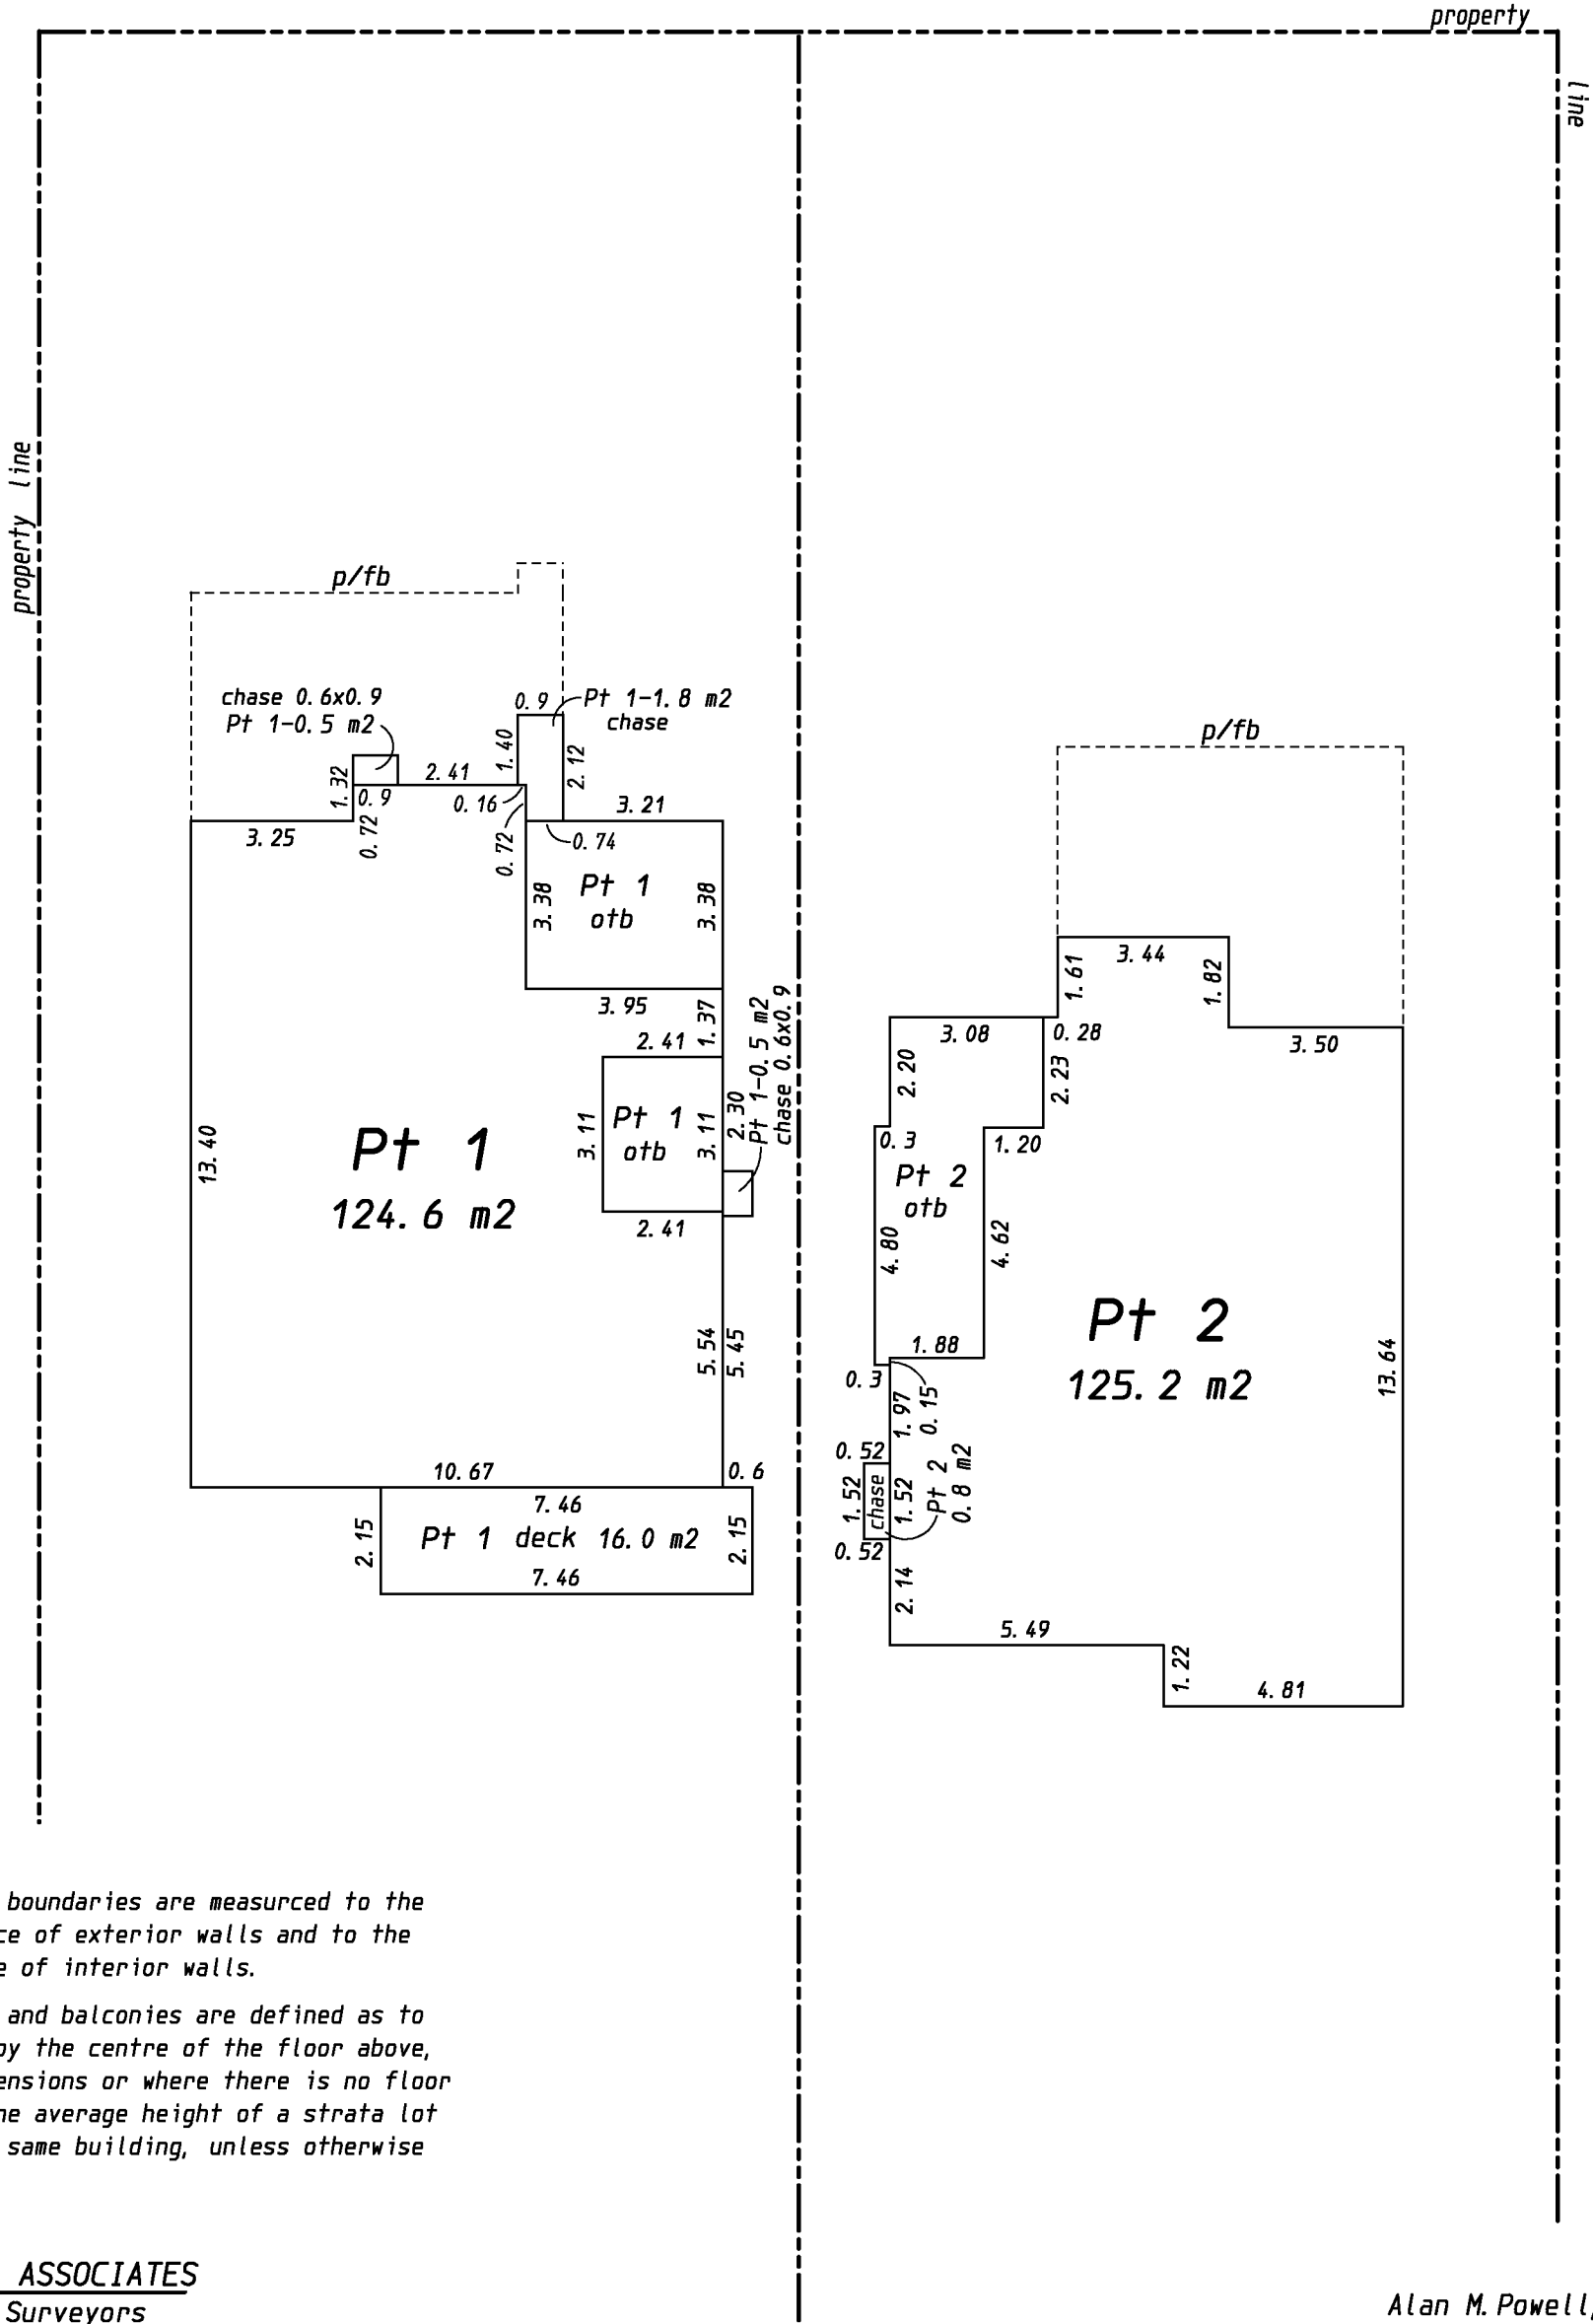 property
line
property line
p/fb
chase 0.6x0.9
Pt 1-0.5 m2
0.9
Pt 1-1.8 m2
chase
1.40
2.12
1.32
0.9
2.41
0.16
3.21
3.25
0.72
0.72
0.74
Pt 1
otb
3.38
3.38
3.95
1.37
2.41
Pt 1-0.5 m2
chase 0.6x0.9
2.30
3.11
Pt 1
otb
3.11
2.41
13.40
Pt 1
124.6 m2
5.54
5.45
10.67
0.6
7.46
2.15
Pt 1 deck 16.0 m2
2.15
7.46
p/fb
3.44
1.61
1.82
3.08
0.28
3.50
2.20
2.23
0.3
1.20
Pt 2
otb
4.80
4.62
1.88
0.3
1.97
0.15
Pt 2
125.2 m2
13.64
0.52
1.52
chase
1.52
Pt 2
0.8 m2
0.52
2.14
5.49
1.22
4.81
boundaries are measurced to the
ce of exterior walls and to the
e of interior walls.
and balconies are defined as to
by the centre of the floor above,
ensions or where there is no floor
he average height of a strata lot
same building, unless otherwise
ASSOCIATES
Surveyors
Alan M. Powell,